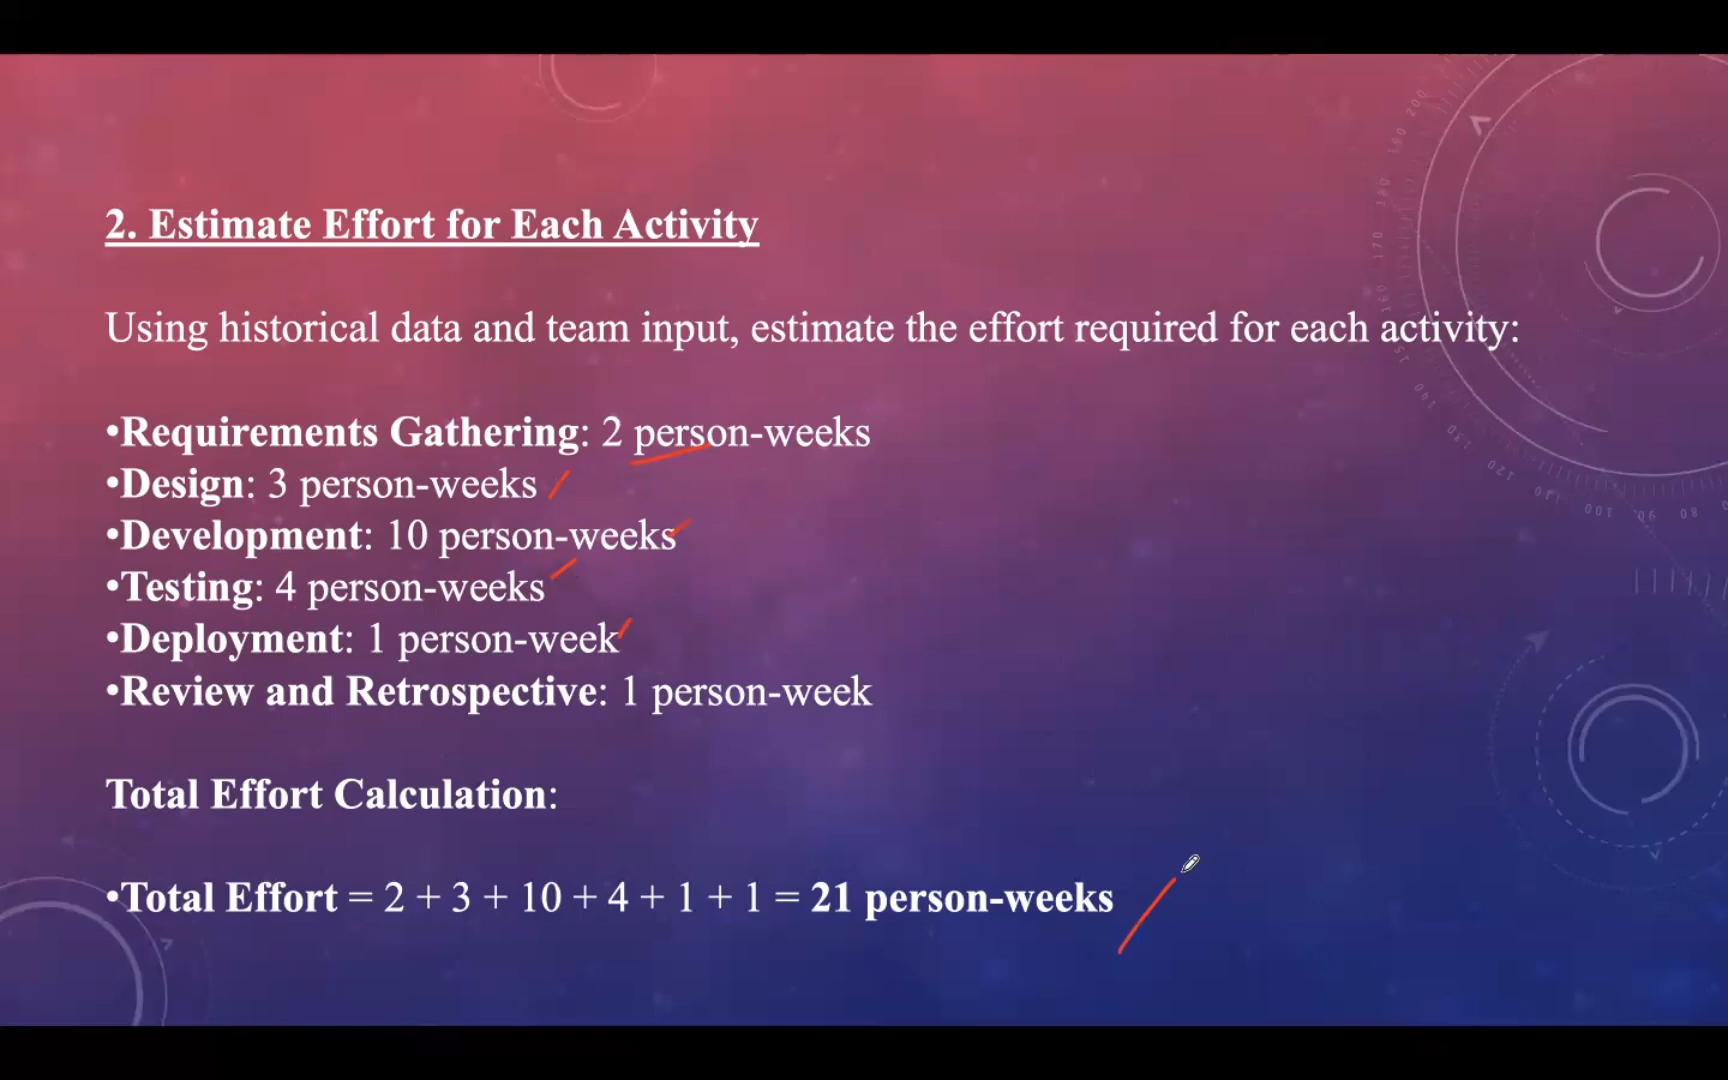 2. Estimate Effort for Each Activity
Using historical data and team input, estimate the effort required for each activity:
•Requirements Gathering: 2 person-weeks
•Design: 3 person-weeks
•Development: 10 person-weeks
•Testing: 4 person-weeks
•Deployment: 1 person-week
•Review and Retrospective: 1 person-week
Total Effort Calculation:
•Total Effort = 2 + 3 + 10 + 4 + 1 + 1 = 21 person-weeks